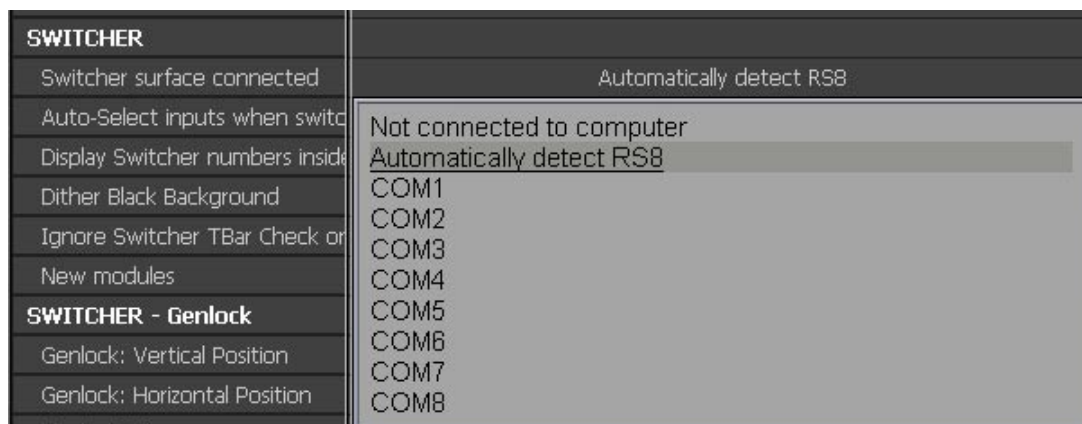 SWITCHER
Switcher surface connected
Automatically detect RS8
Auto-Select inputs when switc
Display Switcher numbers inside
Dither Black Background
Ignore Switcher TBar Check or
New modules
SWITCHER - Genlock
Genlock: Vertical Position
Genlock: Horizontal Position
Not connected to computer
Automatically detect RS8
COM1
COM2
COM3
COM4
COM5
COM6
COM7
COM8